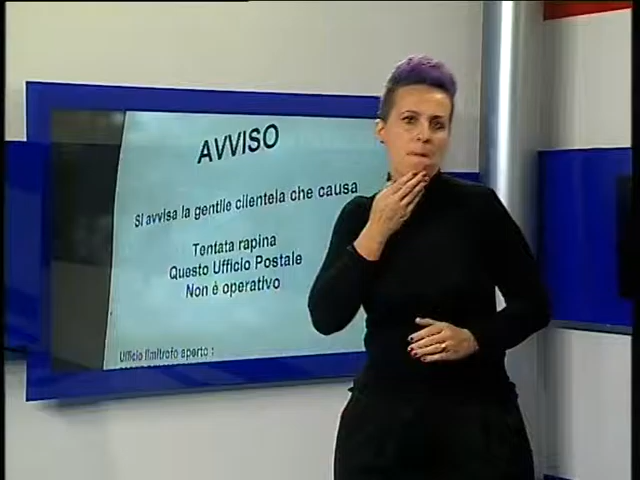 AVVISO
Si avvisa la gentile clientela che causa
Tentata rapina
Questo Ufficio Postale
Non è operativo
Ufficio limitrofo aperto :